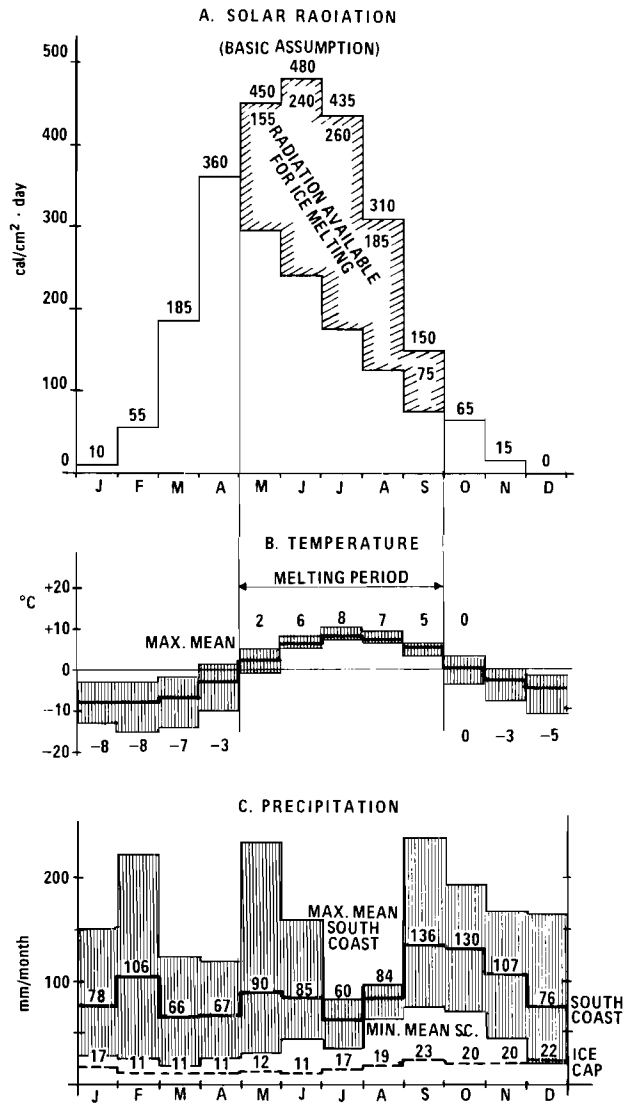 A. SOLAR RAOIATION
(BASIC ASSUMPTION)
500
400
300
200
100
0
cal/cm² · day
10
55
185
360
450
155
480
240
435
260
310
185
150
75
65
15
0
RADIATION AVAILABLE
FOR ICE MELTING
J F M A M J J A S O N D
B. TEMPERATURE
MELTING PERIOD
°C
+20
+10
0
-10
-20
MAX. MEAN
2 6 8 7 5 0
-8 -8 -7 -3
0 -3 -5
C. PRECIPITATION
mm/month
200
100
MAX. MEAN
SOUTH
COAST
78 106 66 67 90 85 60 84 136 130 107 76
SOUTH
COAST
MIN. MEAN S.C.
17 11 11 11 12 11 17 19 23 20 20 22
ICE
CAP
J F M A M J J A S O N D